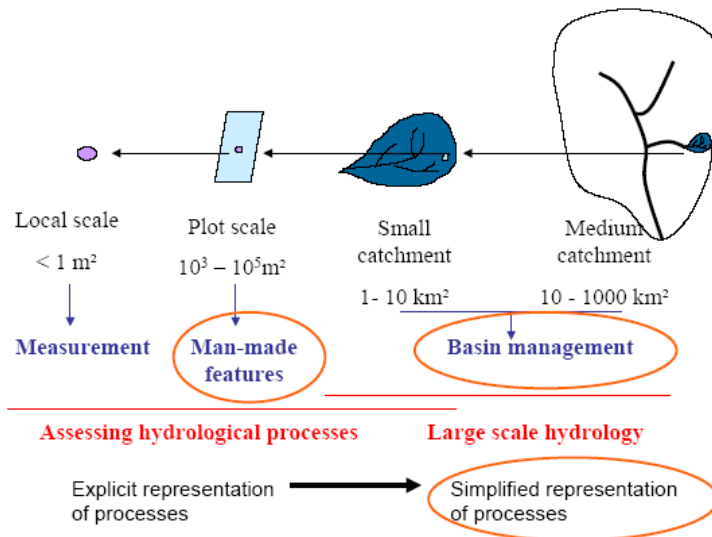 Local scale
< 1 m²
Plot scale
10³ – 10⁵m²
Small
catchment
1- 10 km²
Medium
catchment
10 - 1000 km²
Measurement
Man-made
features
Basin management
Assessing hydrological processes
Large scale hydrology
Explicit representation
of processes
Simplified representation
of processes